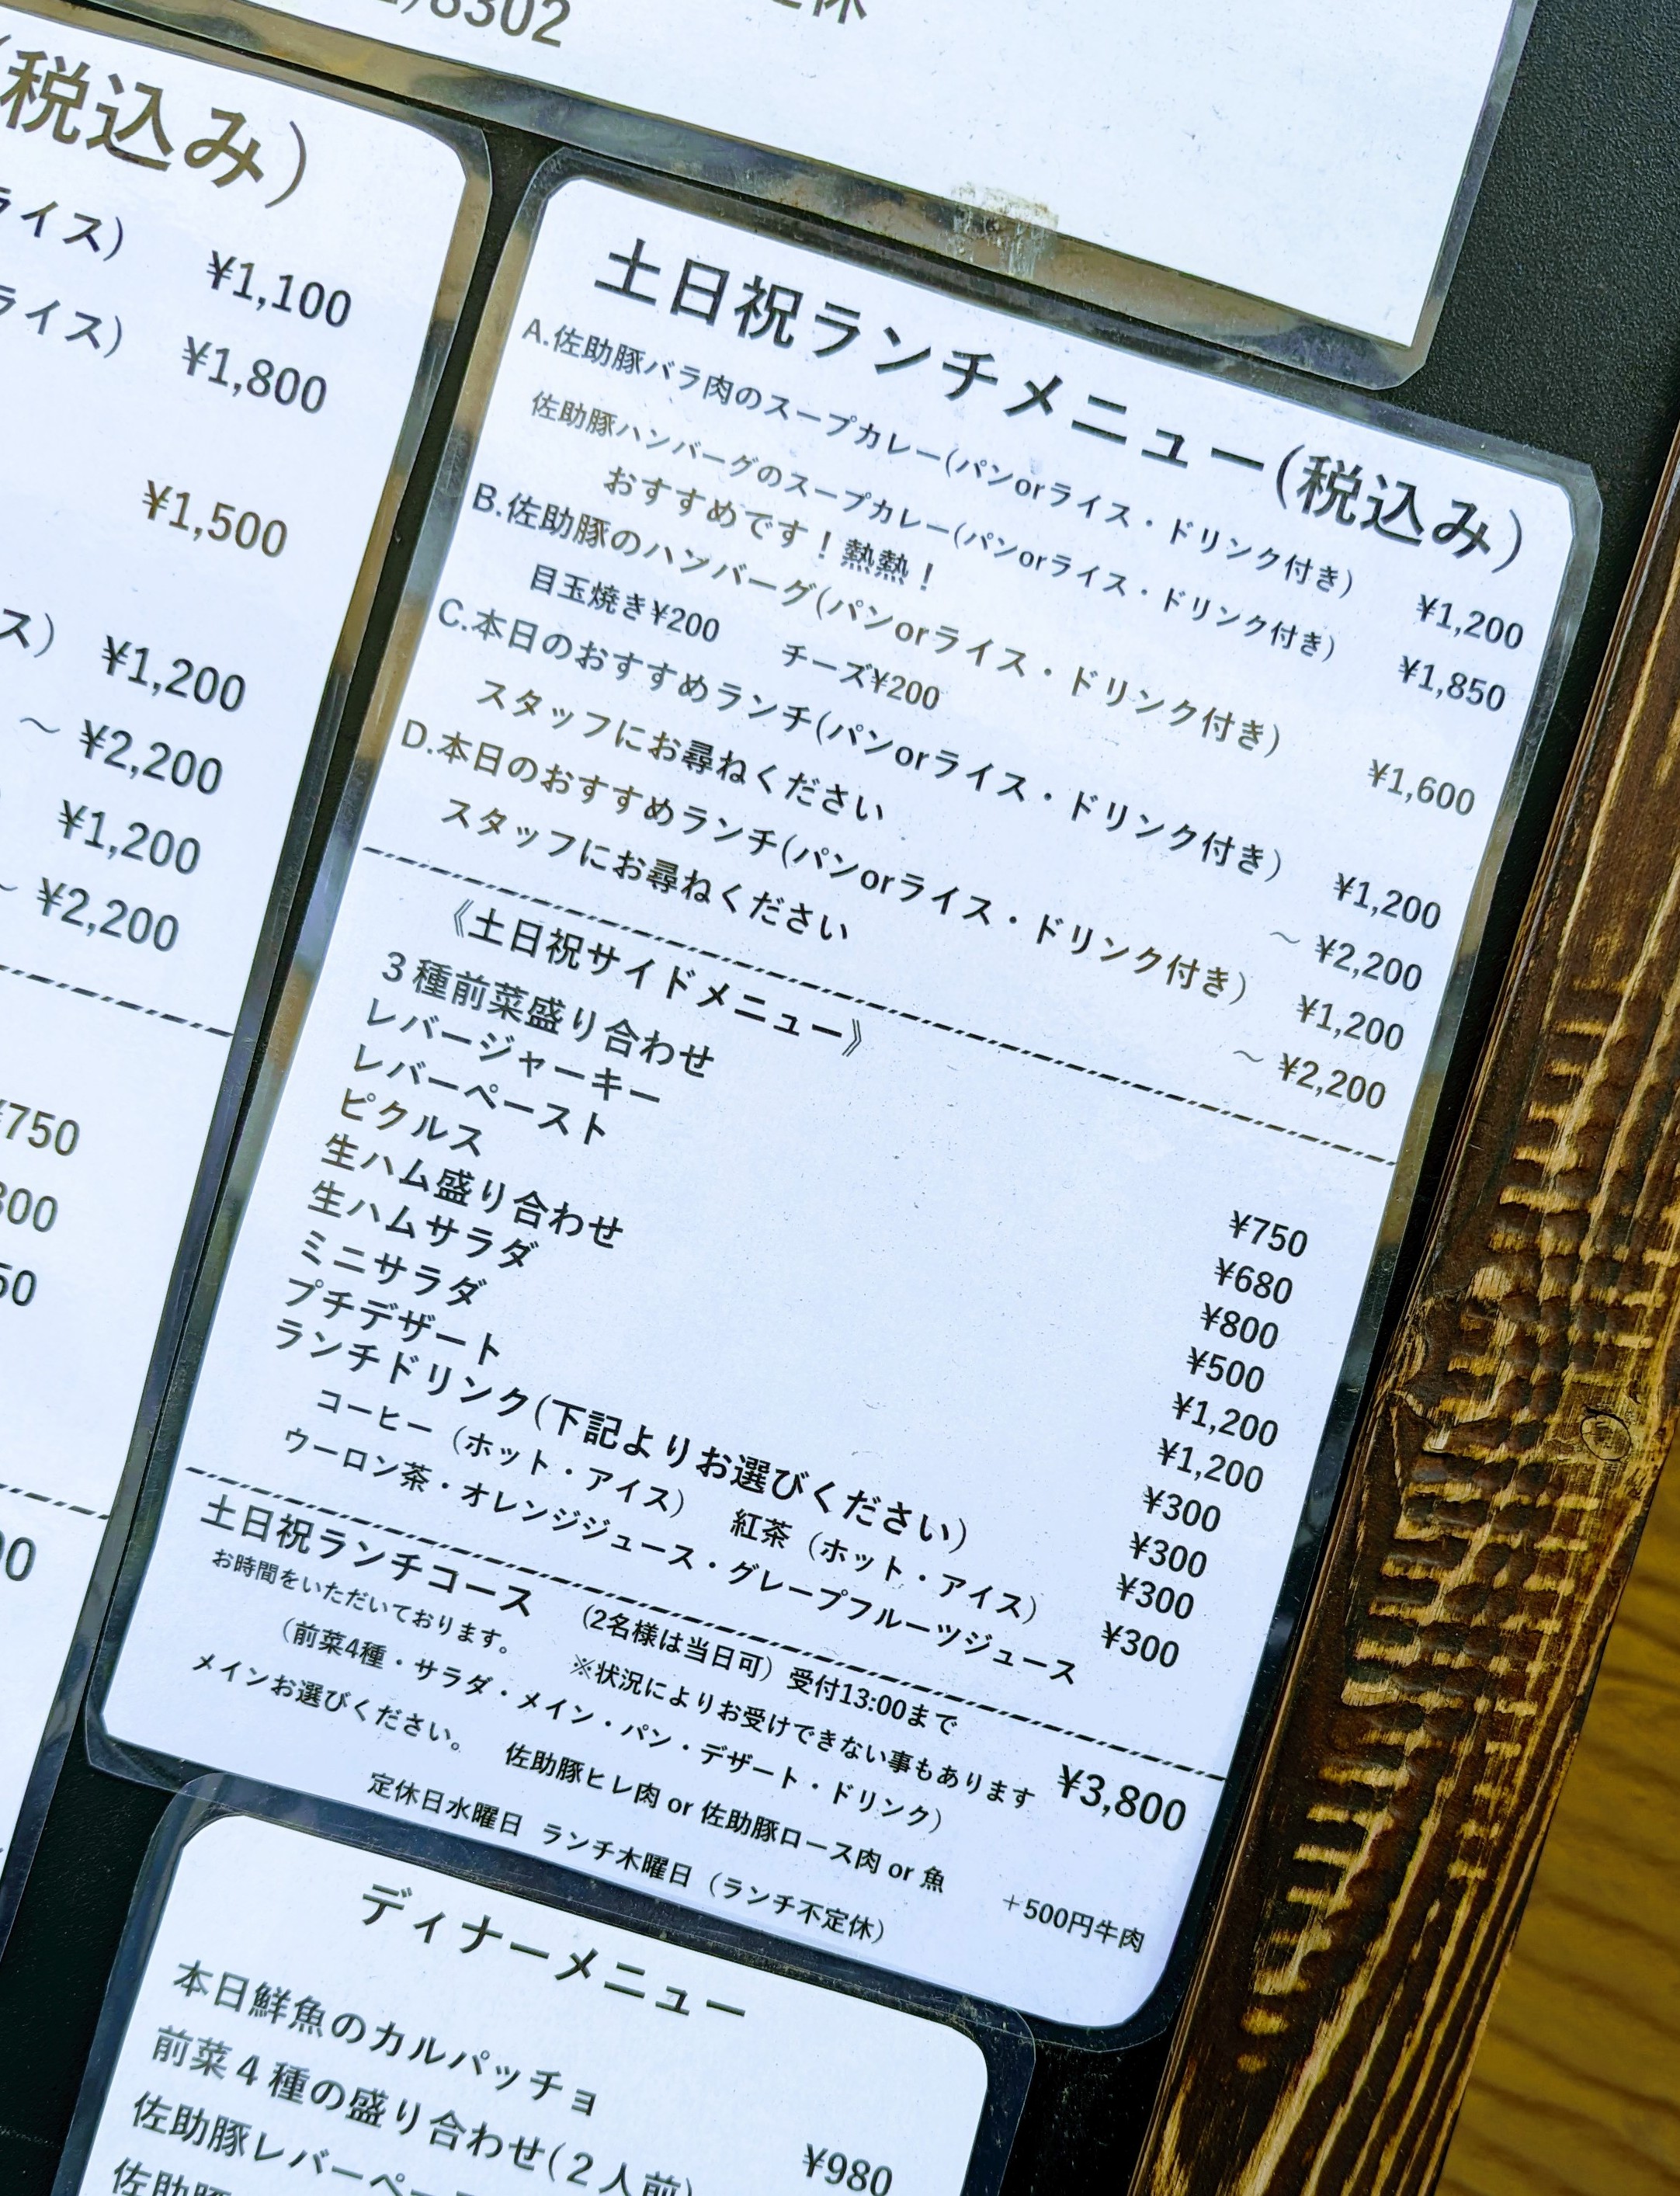 8302
定休
(税込み）
ライス） ¥1,100
ライス） ¥1,800
¥1,500
ス） ¥1,200
～ ¥2,200
） ¥1,200
～ ¥2,200
¥750
土日祝ランチメニュー(税込み）
A.佐助豚バラ肉のスープカレー(パンorライス・ドリンク付き） ¥1,200
佐助豚ハンバーグのスープカレー(パンorライス・ドリンク付き） ¥1,850
おすすめです！熱熱！
B.佐助豚のハンバーグ(パンorライス・ドリンク付き） ¥1,600
目玉焼き¥200 チーズ¥200
C.本日のおすすめランチ(パンorライス・ドリンク付き） ¥1,200
スタッフにお尋ねください ～ ¥2,200
D.本日のおすすめランチ(パンorライス・ドリンク付き） ¥1,200
スタッフにお尋ねください ～ ¥2,200
《土日祝サイドメニュー》
３種前菜盛り合わせ ¥750
レバージャーキー ¥680
レバーペースト ¥800
ピクルス ¥500
生ハム盛り合わせ ¥1,200
生ハムサラダ ¥1,200
ミニサラダ ¥300
プチデザート ¥300
ランチドリンク(下記よりお選びください） ¥300
コーヒー（ホット・アイス） 紅茶（ホット・アイス） ¥300
ウーロン茶・オレンジジュース・グレープフルーツジュース
土日祝ランチコース （2名様は当日可）受付13:00まで ¥3,800
お時間をいただいております。 ※状況によりお受けできない事もあります
（前菜4種・サラダ・メイン・パン・デザート・ドリンク）
メインお選びください。 佐助豚ヒレ肉 or 佐助豚ロース肉 or 魚 ＋500円牛肉
定休日水曜日 ランチ木曜日（ランチ不定休）
ディナーメニュー
本日鮮魚のカルパッチョ ¥980
前菜４種の盛り合わせ(２人前)
佐助豚レバーペー
佐助豚